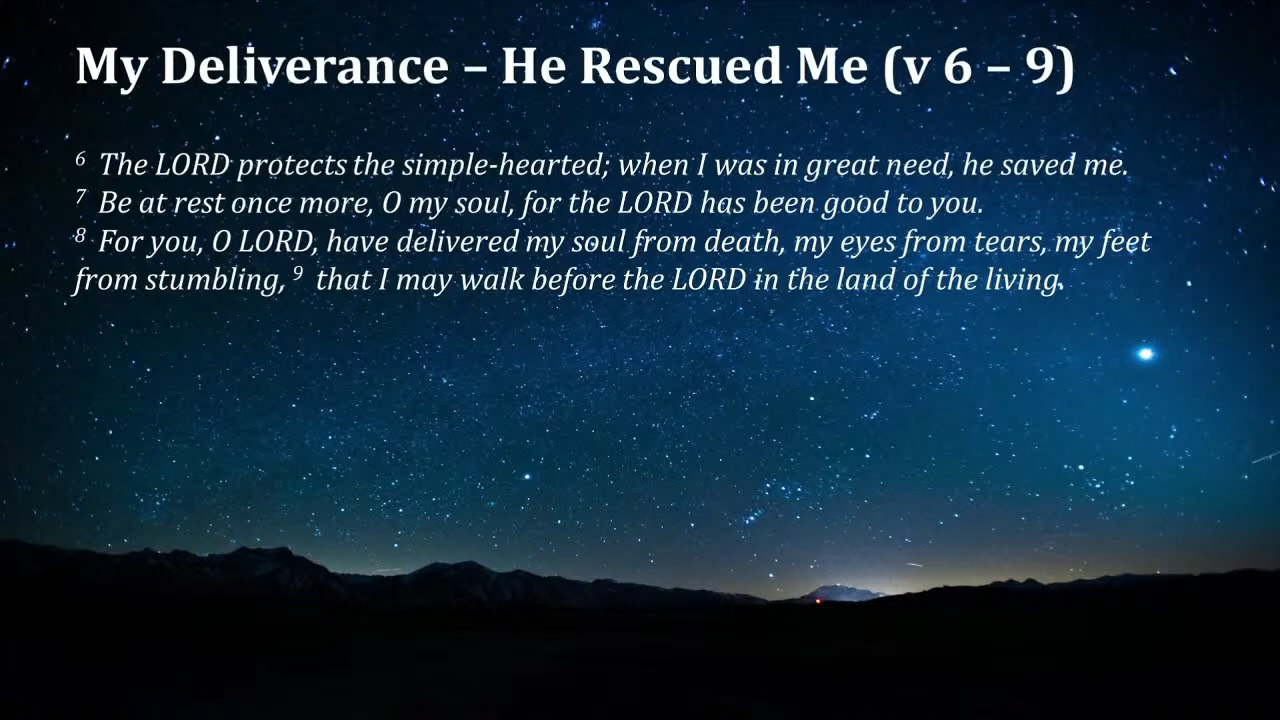 My Deliverance – He Rescued Me (v 6 – 9)
6 The LORD protects the simple-hearted; when I was in great need, he saved me.
7 Be at rest once more, O my soul, for the LORD has been good to you.
8 For you, O LORD, have delivered my soul from death, my eyes from tears, my feet
from stumbling, 9 that I may walk before the LORD in the land of the living.